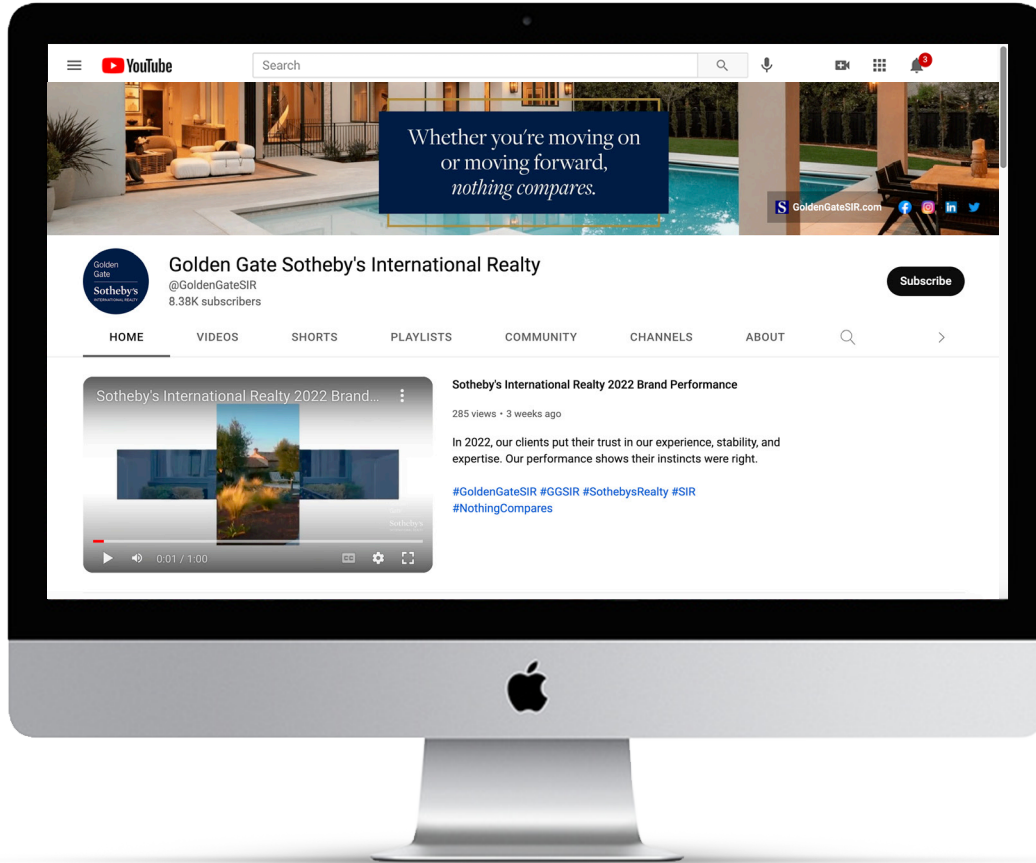 YouTube
Search
3
Whether you're moving on
or moving forward,
nothing compares.
S GoldenGateSIR.com
Golden
Gate
Sotheby's
INTERNATIONAL REALTY
Golden Gate Sotheby's International Realty
@GoldenGateSIR
8.38K subscribers
Subscribe
HOME VIDEOS SHORTS PLAYLISTS COMMUNITY CHANNELS ABOUT
Sotheby's International Realty 2022 Brand...
Sotheby's
0:01 / 1:00
CC
Sotheby's International Realty 2022 Brand Performance
285 views • 3 weeks ago
In 2022, our clients put their trust in our experience, stability, and
expertise. Our performance shows their instincts were right.
#GoldenGateSIR #GGSIR #SothebysRealty #SIR
#NothingCompares